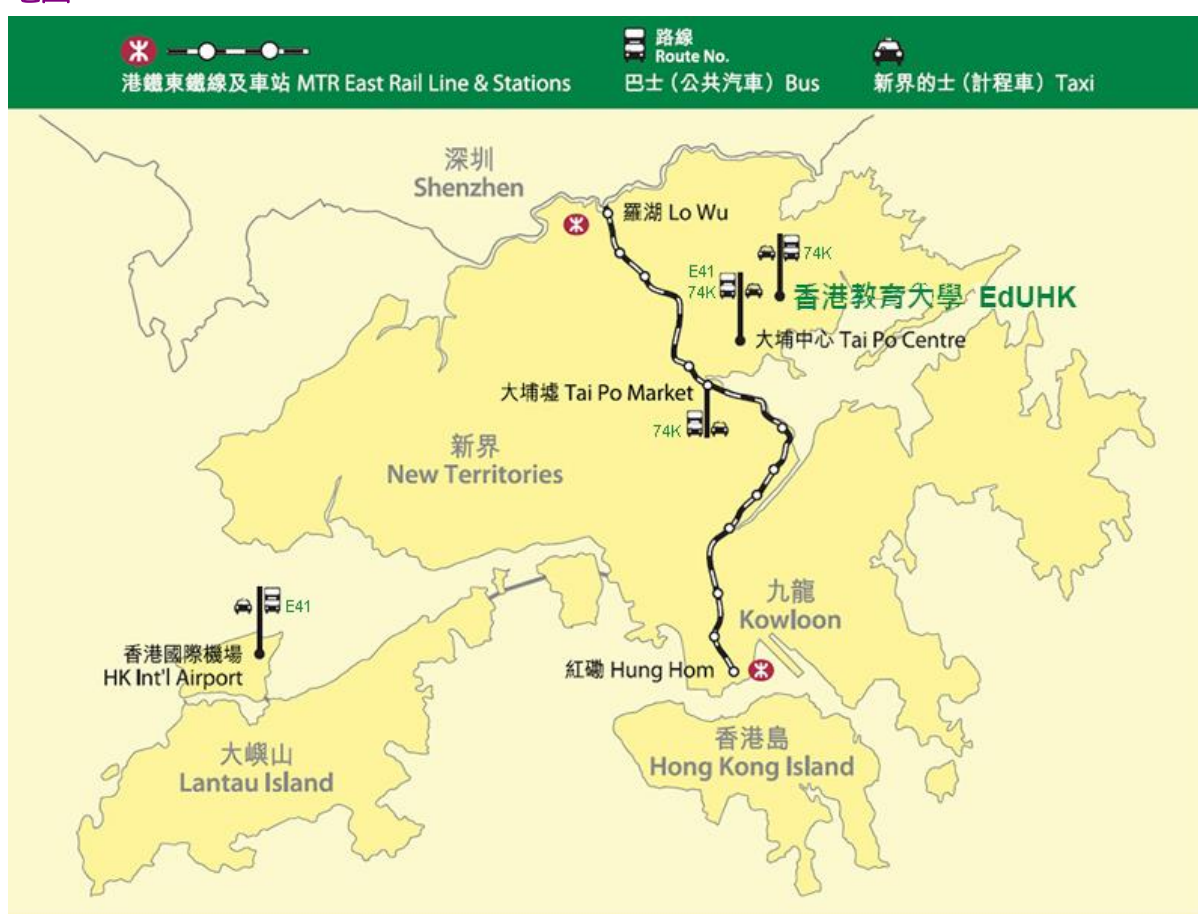 地圖
路線
Route No.
港鐵東鐵線及車站 MTR East Rail Line & Stations
巴士（公共汽車）Bus
新界的士（計程車）Taxi
深圳
Shenzhen
羅湖 Lo Wu
74K
E41
74K
香港教育大學 EdUHK
大埔中心 Tai Po Centre
大埔墟 Tai Po Market
74K
新界
New Territories
九龍
Kowloon
E41
香港國際機場
HK Int'l Airport
紅磡 Hung Hom
香港島
Hong Kong Island
大嶼山
Lantau Island